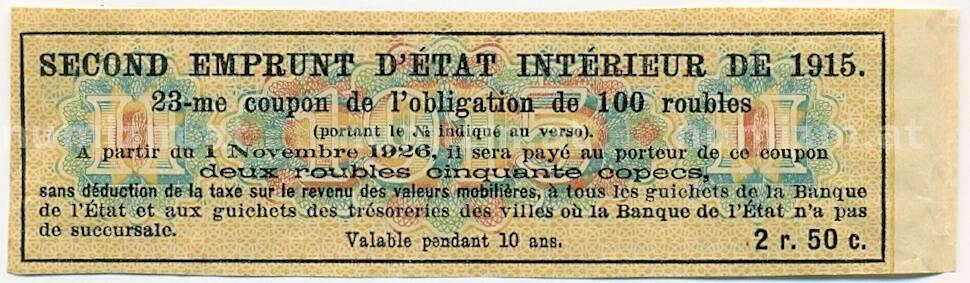 SECOND EMPRUNT D'ÉTAT INTÉRIEUR DE 1915.
23-me coupon de l'obligation de 100 roubles
(portant le № indiqué au verso).
A partir du 1 Novembre 1926, il sera payé au porteur de ce coupon
deux roubles cinquante copecs,
sans déduction de la taxe sur le revenu des valeurs mobilières, à tous les guichets de la Banque
de l'État et aux guichets des trésoreries des villes où la Banque de l'État n'a pas
de succursale.
Valable pendant 10 ans.
2 r. 50 c.
II 1915 II